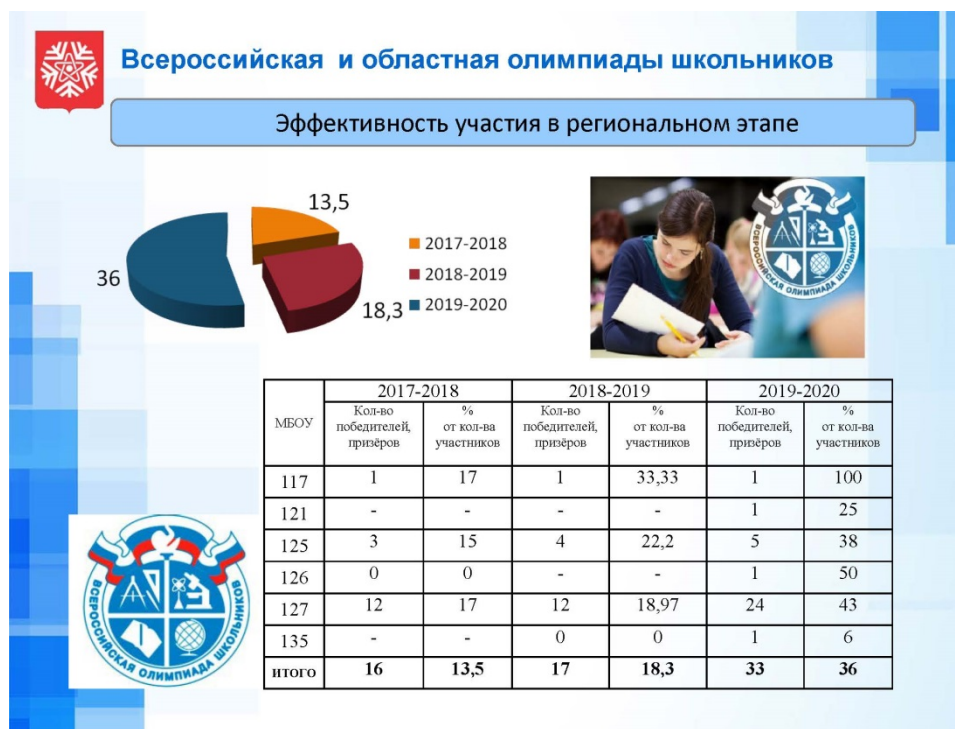 Всероссийская и областная олимпиады школьников
Эффективность участия в региональном этапе
13,5
36
18,3
2017-2018
2018-2019
2019-2020
ВСЕРОССИЙСКАЯ ОЛИМПИАДА ШКОЛЬНИКОВ
МБОУ 2017-2018 2018-2019 2019-2020
Кол-во победителей, призёров % от кол-ва участников Кол-во победителей, призёров % от кол-ва участников Кол-во победителей, призёров % от кол-ва участников
117 1 17 1 33,33 1 100
121 - - - - 1 25
125 3 15 4 22,2 5 38
126 0 0 - - 1 50
127 12 17 12 18,97 24 43
135 - - 0 0 1 6
ИТОГО 16 13,5 17 18,3 33 36
ВСЕРОССИЙСКАЯ ОЛИМПИАДА ШКОЛЬНИКОВ